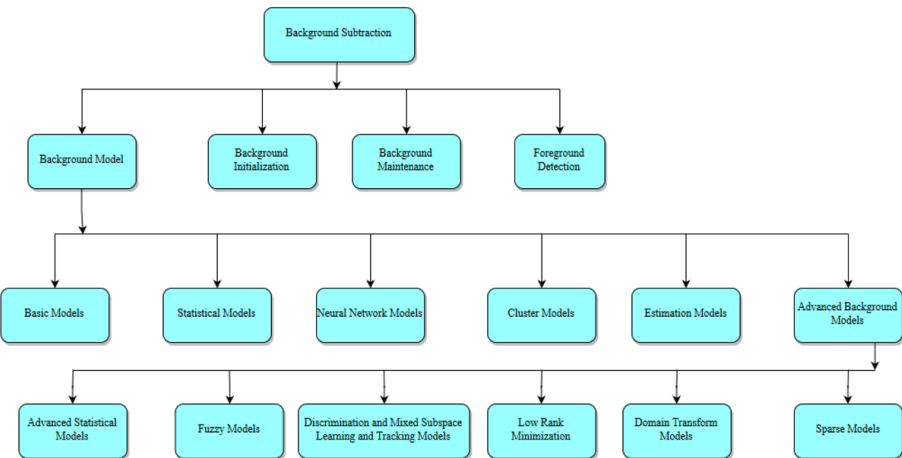 Background Subtraction
Background Model
Background
Initialization
Background
Maintenance
Foreground
Detection
Basic Models
Statistical Models
Neural Network Models
Cluster Models
Estimation Models
Advanced Background
Models
Advanced Statistical
Models
Fuzzy Models
Discrimination and Mixed Subspace
Learning and Tracking Models
Low Rank
Minimization
Domain Transform
Models
Sparse Models